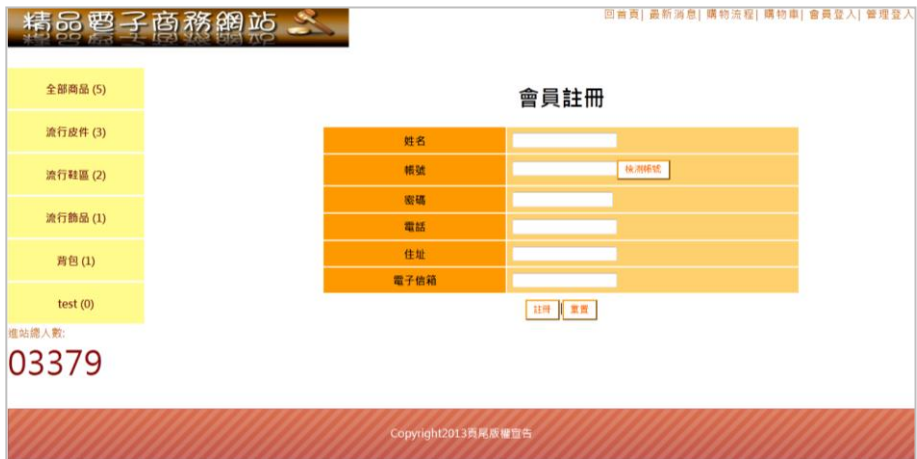 精品電子商務網站
回首頁| 最新消息| 購物流程| 購物車| 會員登入| 管理登入
全部商品 (5)
流行皮件 (3)
流行鞋區 (2)
流行飾品 (1)
背包 (1)
test (0)
進站總人數:
03379
會員註冊
姓名
帳號 檢測帳號
密碼
電話
住址
電子信箱
註冊 | 重置
Copyright2013頁尾版權宣告